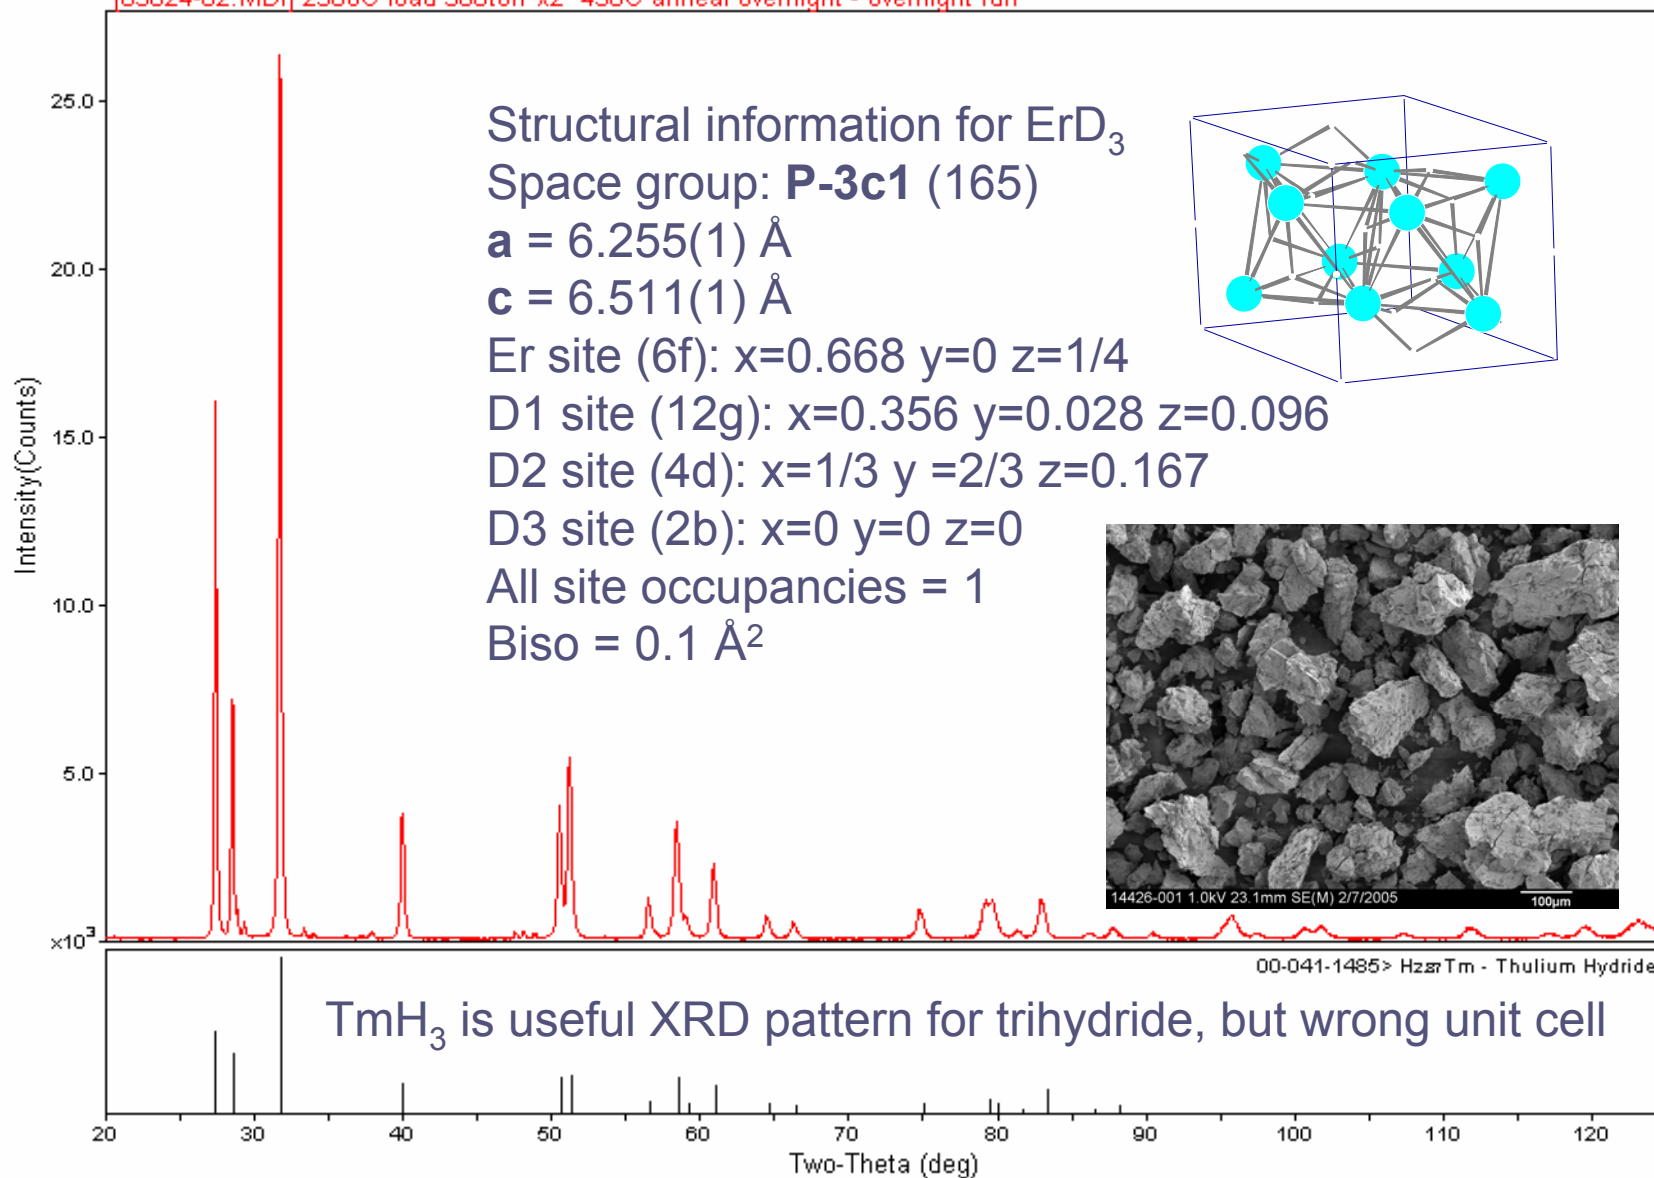 Structural information for ErD3
Space group: P-3c1 (165)
a = 6.255(1) Å
c = 6.511(1) Å
Er site (6f): x=0.668 y=0 z=1/4
D1 site (12g): x=0.356 y=0.028 z=0.096
D2 site (4d): x=1/3 y =2/3 z=0.167
D3 site (2b): x=0 y=0 z=0
All site occupancies = 1
Biso = 0.1 Å2
25.0
20.0
15.0
10.0
5.0
x10³
Intensity(Counts)
14426-001 1.0kV 23.1mm SE(M) 2/7/2005
100µm
00-041-1485> Tm - Thulium Hydride
TmH3 is useful XRD pattern for trihydride, but wrong unit cell
20 30 40 50 60 70 80 90 100 110 120
Two-Theta (deg)